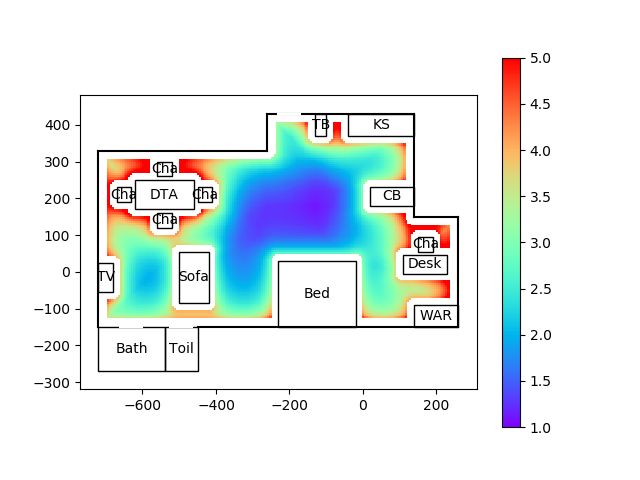 5.0
4.5
4.0
3.5
3.0
2.5
2.0
1.5
1.0
400
300
200
100
0
−100
−200
−300
−600
−400
−200
0
200
TB
KS
Cha
Cha
DTA
Cha
CB
Cha
Cha
Desk
TV
Sofa
Bed
WAR
Bath
Toil